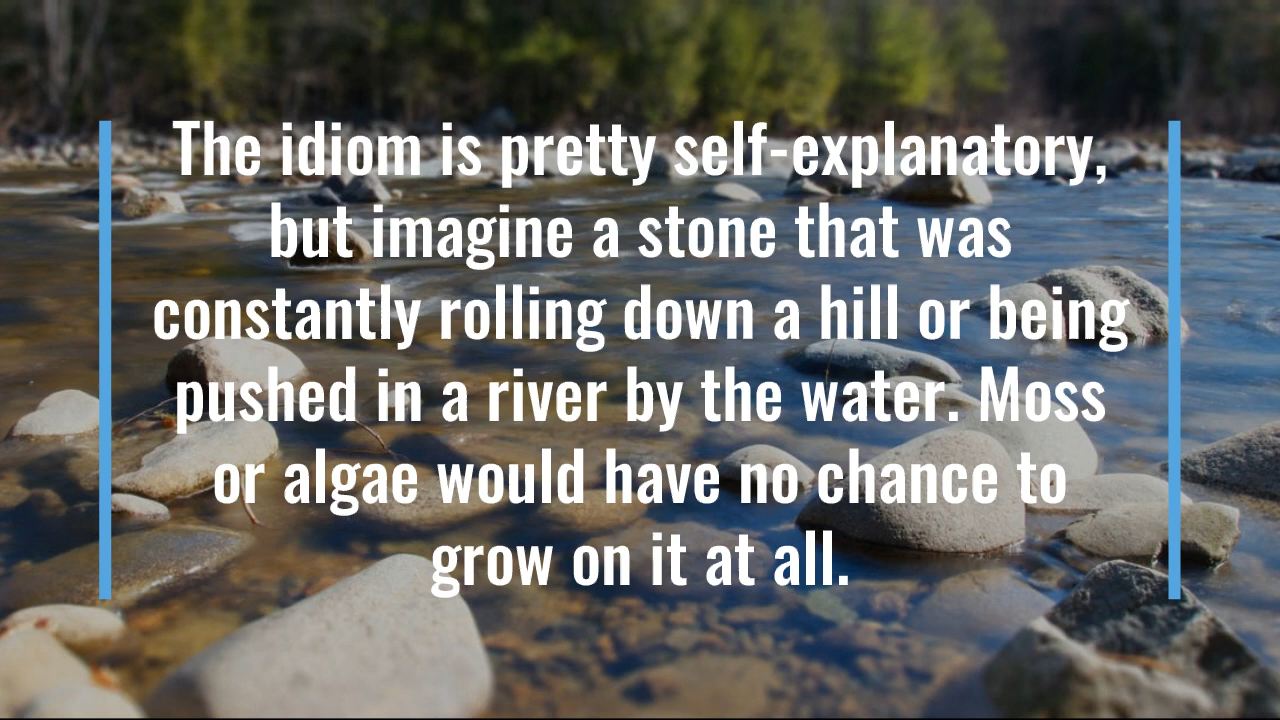 The idiom is pretty self-explanatory,
but imagine a stone that was
constantly rolling down a hill or being
pushed in a river by the water. Moss
or algae would have no chance to
grow on it at all.